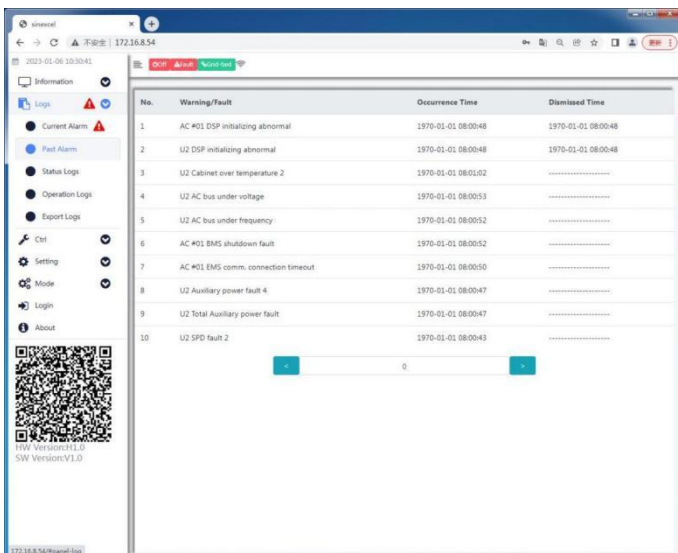 sinexcel
不安全 172.16.8.54
更新
2023-01-06 10:30:41
Off Fault Grid-tied
Information
Logs
Current Alarm
Past Alarm
Status Logs
Operation Logs
Export Logs
Ctrl
Setting
Mode
Login
About
HW Version:H1.0
SW Version:V1.0
No. Warning/Fault Occurrence Time Dismissed Time
1 AC #01 DSP initializing abnormal 1970-01-01 08:00:48 1970-01-01 08:00:48
2 U2 DSP initializing abnormal 1970-01-01 08:00:48 1970-01-01 08:00:48
3 U2 Cabinet over temperature 2 1970-01-01 08:01:02 --------------------
4 U2 AC bus under voltage 1970-01-01 08:00:53 --------------------
5 U2 AC bus under frequency 1970-01-01 08:00:52 --------------------
6 AC #01 BMS shutdown fault 1970-01-01 08:00:52 --------------------
7 AC #01 EMS comm. connection timeout 1970-01-01 08:00:50 --------------------
8 U2 Auxiliary power fault 4 1970-01-01 08:00:47 --------------------
9 U2 Total Auxiliary power fault 1970-01-01 08:00:47 --------------------
10 U2 SPD fault 2 1970-01-01 08:00:43 --------------------
< 0 >
172.16.8.54/#panel-log